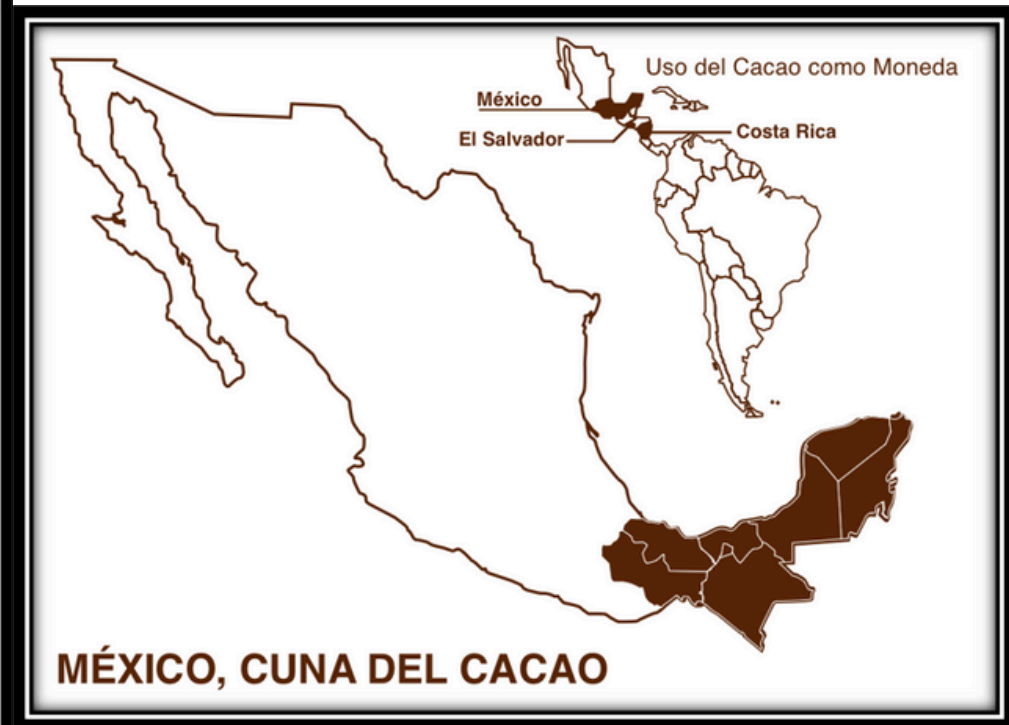 Uso del Cacao como Moneda
México
El Salvador
Costa Rica
MÉXICO, CUNA DEL CACAO